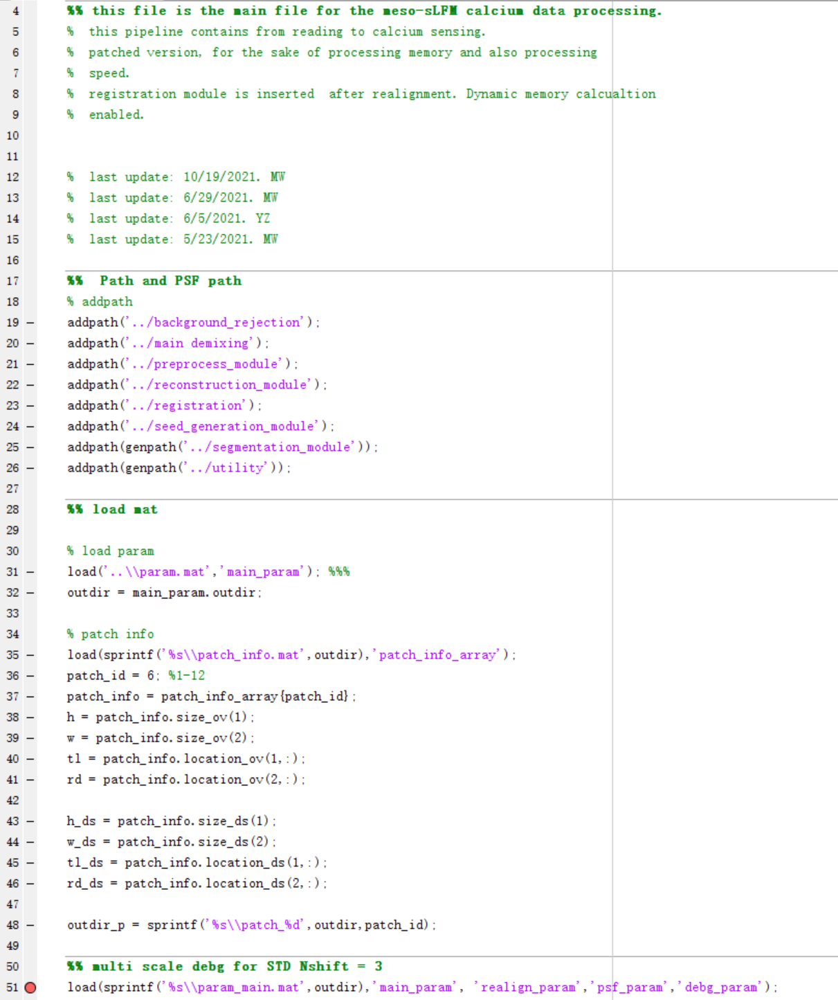 4 %% this file is the main file for the meso-sLFM calcium data processing.
5 % this pipeline contains from reading to calcium sensing.
6 % patched version, for the sake of processing memory and also processing
7 % speed.
8 % registration module is inserted  after realignment. Dynamic memory calcualtion
9 % enabled.
10
11
12 % last update: 10/19/2021. MW
13 % last update: 6/29/2021. MW
14 % last update: 6/5/2021. YZ
15 % last update: 5/23/2021. MW
16
17 %% Path and PSF path
18 % addpath
19 – addpath('../background_rejection');
20 – addpath('../main demixing');
21 – addpath('../preprocess_module');
22 – addpath('../reconstruction_module');
23 – addpath('../registration');
24 – addpath('../seed_generation_module');
25 – addpath(genpath('../segmentation_module'));
26 – addpath(genpath('../utility'));
27
28 %% load mat
29
30 % load param
31 – load('..\\param.mat','main_param'); %%%
32 – outdir = main_param.outdir;
33
34 % patch info
35 – load(sprintf('%s\\patch_info.mat',outdir),'patch_info_array');
36 – patch_id = 6; %1-12
37 – patch_info = patch_info_array{patch_id};
38 – h = patch_info.size_ov(1);
39 – w = patch_info.size_ov(2);
40 – tl = patch_info.location_ov(1,:);
41 – rd = patch_info.location_ov(2,:);
42
43 – h_ds = patch_info.size_ds(1);
44 – w_ds = patch_info.size_ds(2);
45 – tl_ds = patch_info.location_ds(1,:);
46 – rd_ds = patch_info.location_ds(2,:);
47
48 – outdir_p = sprintf('%s\\patch_%d',outdir,patch_id);
49
50 %% multi scale debg for STD Nshift = 3
51 load(sprintf('%s\\param_main.mat',outdir),'main_param', 'realign_param','psf_param','debg_param');